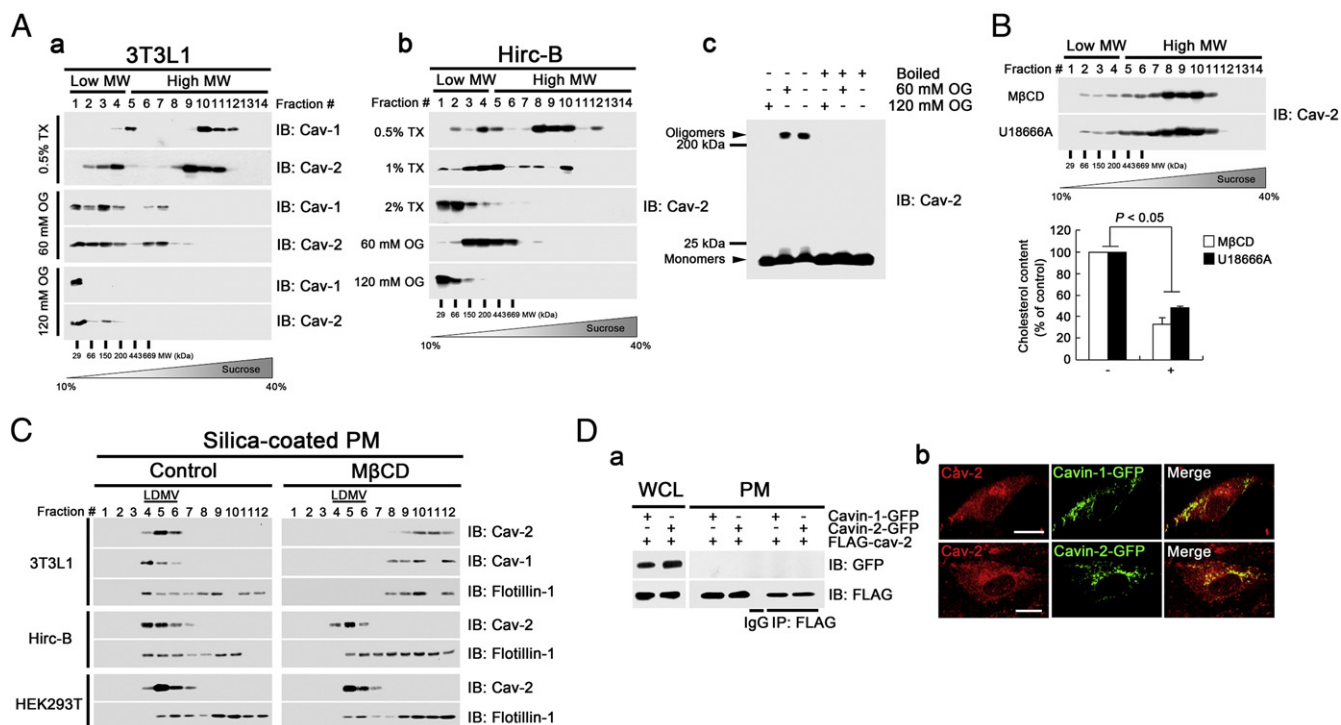 A
a
3T3L1
Low MW High MW
1 2 3 4 5 6 7 8 9 10 11 12 1314 Fraction #
0.5% TX
IB: Cav-1
IB: Cav-2
60 mM OG
IB: Cav-1
IB: Cav-2
120 mM OG
IB: Cav-1
IB: Cav-2
29 66 150 200 443 669 MW (kDa)
Sucrose
10% 40%
b
Hirc-B
Low MW High MW
Fraction # 1 2 3 4 5 6 7 8 9 10 11 12 1314
0.5% TX
1% TX
2% TX
60 mM OG
120 mM OG
IB: Cav-2
29 66 150 200 443 669 MW (kDa)
Sucrose
10% 40%
c
- - - + + + Boiled
- + - - + - 60 mM OG
+ - - + - - 120 mM OG
Oligomers
200 kDa
25 kDa
Monomers
IB: Cav-2
B
Low MW High MW
Fraction # 1 2 3 4 5 6 7 8 9 10 11 12 1314
MβCD
U18666A
IB: Cav-2
29 66 150 200 443 669 MW (kDa)
Sucrose
10% 40%
P < 0.05
MβCD
U18666A
Cholesterol content
(% of control)
120
100
80
60
40
20
0
- +
C
Silica-coated PM
Control MβCD
LDMV LDMV
Fraction # 1 2 3 4 5 6 7 8 9 101112 1 2 3 4 5 6 7 8 9 101112
3T3L1
IB: Cav-2
IB: Cav-1
IB: Flotillin-1
Hirc-B
IB: Cav-2
IB: Flotillin-1
HEK293T
IB: Cav-2
IB: Flotillin-1
D
a
WCL PM
+ - + - + - Cavin-1-GFP
- + - + - + Cavin-2-GFP
+ + + + + + FLAG-cav-2
IB: GFP
IB: FLAG
IgG IP: FLAG
b
Cav-2 Cavin-1-GFP Merge
Cav-2 Cavin-2-GFP Merge